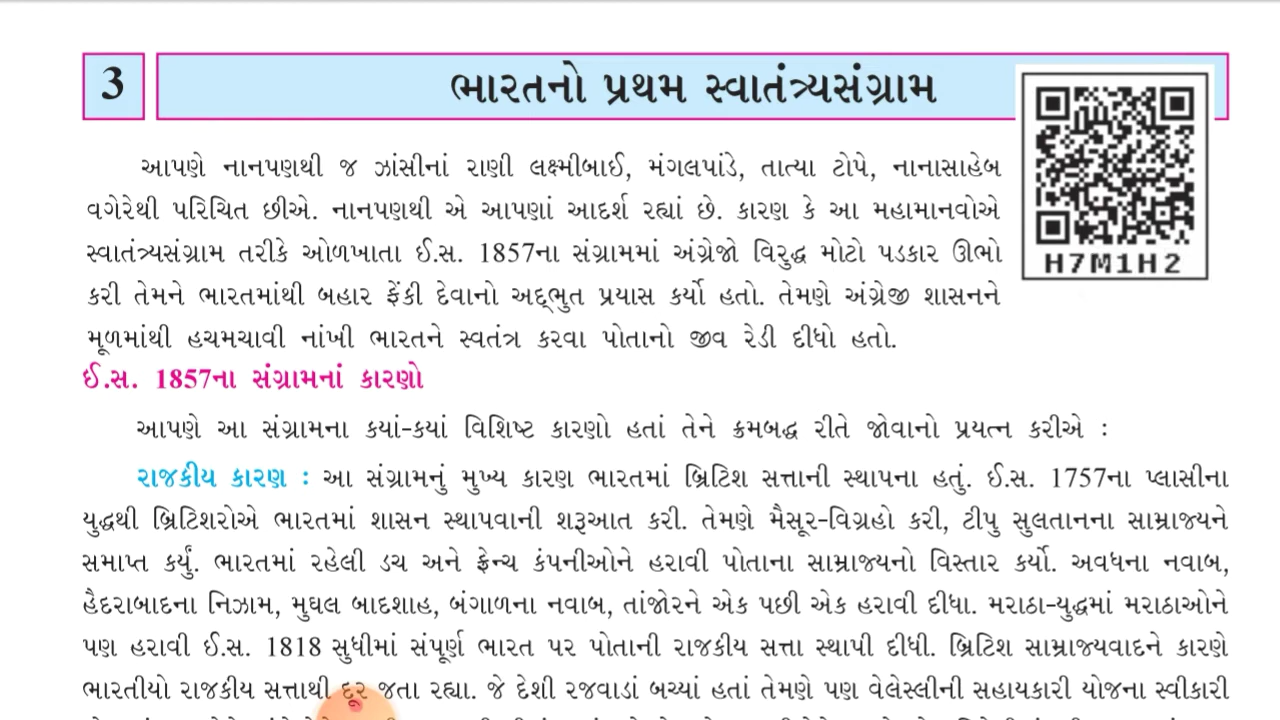 3
ભારતનો પ્રથમ સ્વાતંત્ર્યસંગ્રામ
આપણે નાનપણથી જ ઝાંસીનાં રાણી લક્ષ્મીબાઈ, મંગલપાંડે, તાત્યા ટોપે, નાનાસાહેબ
વગેરેથી પરિચિત છીએ. નાનપણથી એ આપણાં આદર્શ રહ્યાં છે. કારણ કે આ મહામાનવોએ
સ્વાતંત્ર્યસંગ્રામ તરીકે ઓળખાતા ઈ.સ. 1857ના સંગ્રામમાં અંગ્રેજો વિરુદ્ધ મોટો પડકાર ઊભો
કરી તેમને ભારતમાંથી બહાર ફેંકી દેવાનો અદ્ભુત પ્રયાસ કર્યો હતો. તેમણે અંગ્રેજી શાસનને
મૂળમાંથી હચમચાવી નાંખી ભારતને સ્વતંત્ર કરવા પોતાનો જીવ રેડી દીધો હતો.
H7M1H2
ઈ.સ. 1857ના સંગ્રામનાં કારણો
આપણે આ સંગ્રામના કયાં-કયાં વિશિષ્ટ કારણો હતાં તેને ક્રમબદ્ધ રીતે જોવાનો પ્રયત્ન કરીએ :
રાજકીય કારણ : આ સંગ્રામનું મુખ્ય કારણ ભારતમાં બ્રિટિશ સત્તાની સ્થાપના હતું. ઈ.સ. 1757ના પ્લાસીના
યુદ્ધથી બ્રિટિશરોએ ભારતમાં શાસન સ્થાપવાની શરૂઆત કરી. તેમણે મૈસૂર-વિગ્રહો કરી, ટીપુ સુલતાનના સામ્રાજ્યને
સમાપ્ત કર્યું. ભારતમાં રહેલી ડચ અને ફ્રેન્ચ કંપનીઓને હરાવી પોતાના સામ્રાજ્યનો વિસ્તાર કર્યો. અવધના નવાબ,
હૈદરાબાદના નિઝામ, મુઘલ બાદશાહ, બંગાળના નવાબ, તાંજોરને એક પછી એક હરાવી દીધા. મરાઠા-યુદ્ધમાં મરાઠાઓને
પણ હરાવી ઈ.સ. 1818 સુધીમાં સંપૂર્ણ ભારત પર પોતાની રાજકીય સત્તા સ્થાપી દીધી. બ્રિટિશ સામ્રાજ્યવાદને કારણે
ભારતીયો રાજકીય સત્તાથી દૂર જતા રહ્યા. જે દેશી રજવાડાં બચ્યાં હતાં તેમણે પણ વેલેસ્લીની સહાયકારી યોજના સ્વીકારી